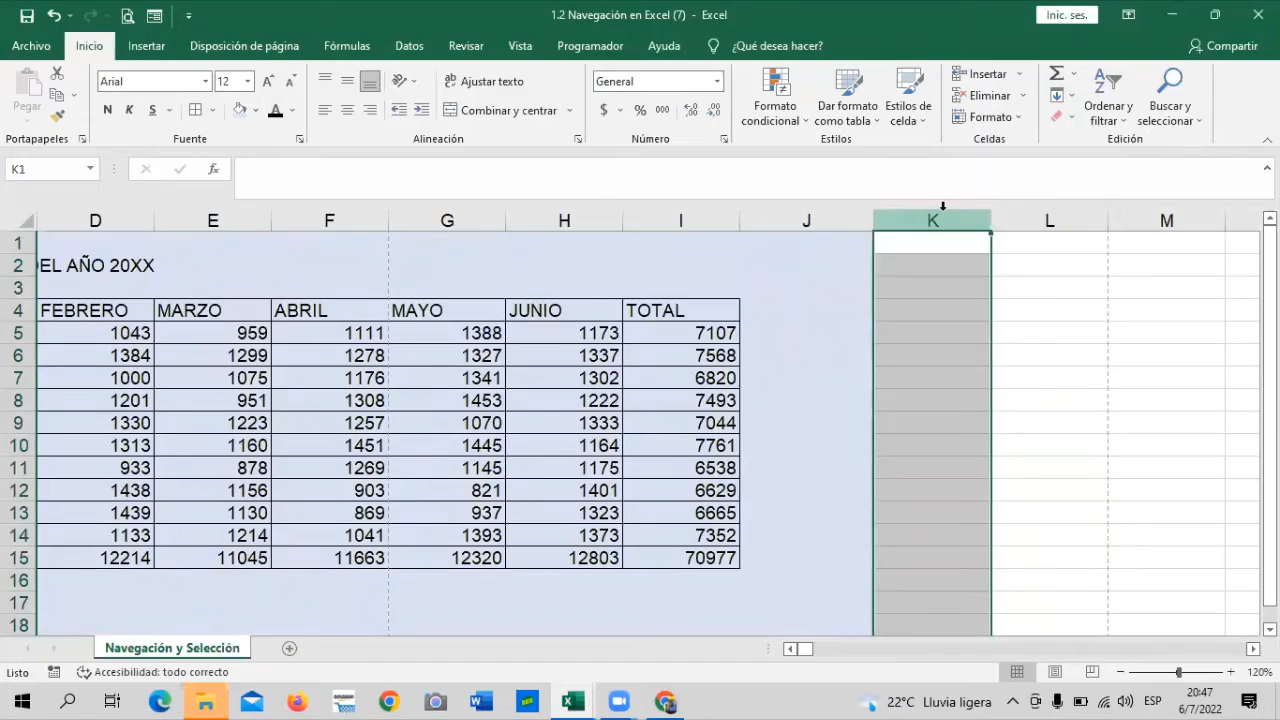 1.2 Navegación en Excel (7) - Excel
Inic. ses.
Archivo Inicio Insertar Disposición de página Fórmulas Datos Revisar Vista Programador Ayuda ¿Qué desea hacer? Compartir
Pegar
Arial 12
N K S
Ajustar texto
Combinar y centrar
General
$ % 000
Formato condicional
Dar formato como tabla
Estilos de celda
Insertar
Eliminar
Formato
Ordenar y filtrar
Buscar y seleccionar
Portapapeles Fuente Alineación Número Estilos Celdas Edición
K1 fx
D E F G H I J K L M
1
2 EL AÑO 20XX
3
4 FEBRERO MARZO ABRIL MAYO JUNIO TOTAL
5 1043 959 1111 1388 1173 7107
6 1384 1299 1278 1327 1337 7568
7 1000 1075 1176 1341 1302 6820
8 1201 951 1308 1453 1222 7493
9 1330 1223 1257 1070 1333 7044
10 1313 1160 1451 1445 1164 7761
11 933 878 1269 1145 1175 6538
12 1438 1156 903 821 1401 6629
13 1439 1130 869 937 1323 6665
14 1133 1214 1041 1393 1373 7352
15 12214 11045 11663 12320 12803 70977
16
17
18
Navegación y Selección
Listo Accesibilidad: todo correcto 120%
22°C Lluvia ligera ESP 20:47
6/7/2022